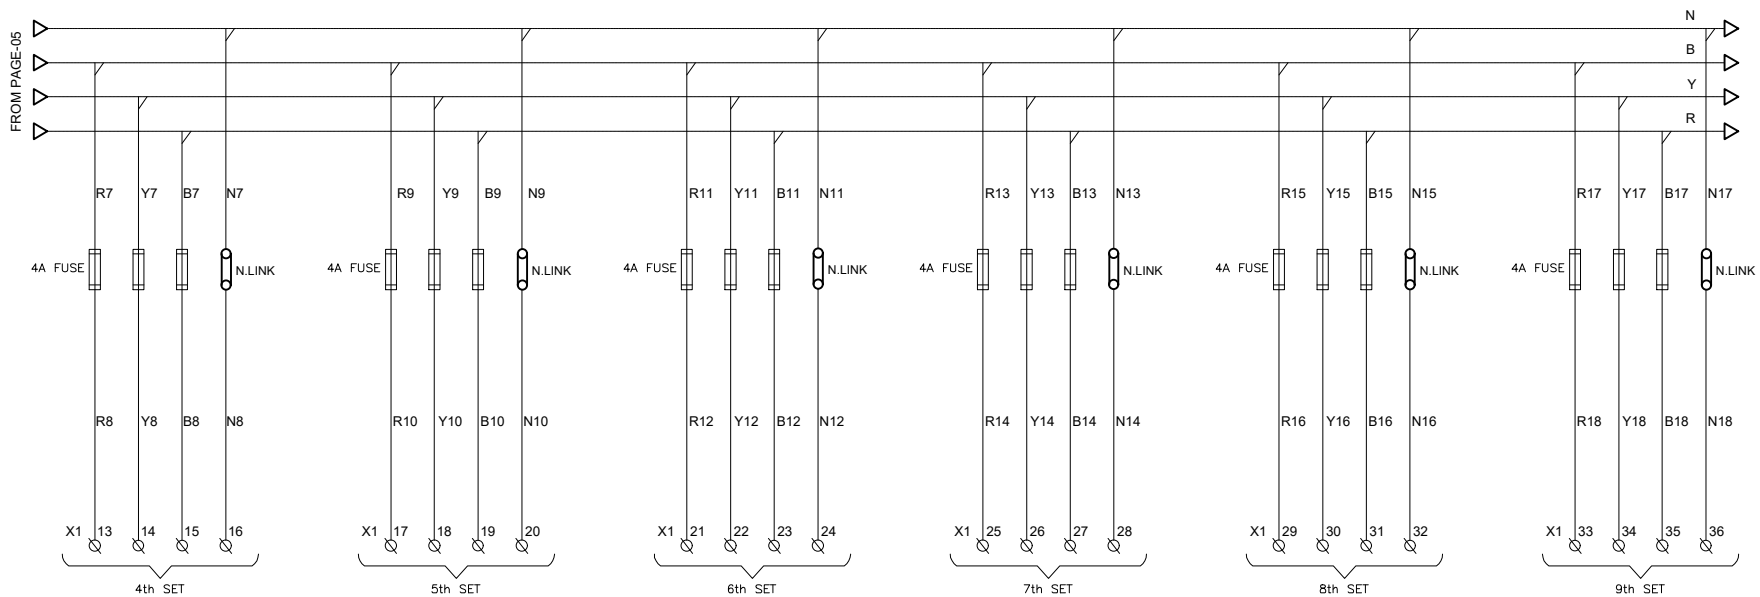 N
FROM PAGE-05
B
Y
R
R7 Y7 B7 N7 R9 Y9 B9 N9 R11 Y11 B11 N11 R13 Y13 B13 N13 R15 Y15 B15 N15 R17 Y17 B17 N17
4A FUSE N.LINK 4A FUSE N.LINK 4A FUSE N.LINK 4A FUSE N.LINK 4A FUSE N.LINK 4A FUSE N.LINK
R8 Y8 B8 N8 R10 Y10 B10 N10 R12 Y12 B12 N12 R14 Y14 B14 N14 R16 Y16 B16 N16 R18 Y18 B18 N18
X1 13 14 15 16 X1 17 18 19 20 X1 21 22 23 24 X1 25 26 27 28 X1 29 30 31 32 X1 33 34 35 36
4th SET 5th SET 6th SET 7th SET 8th SET 9th SET